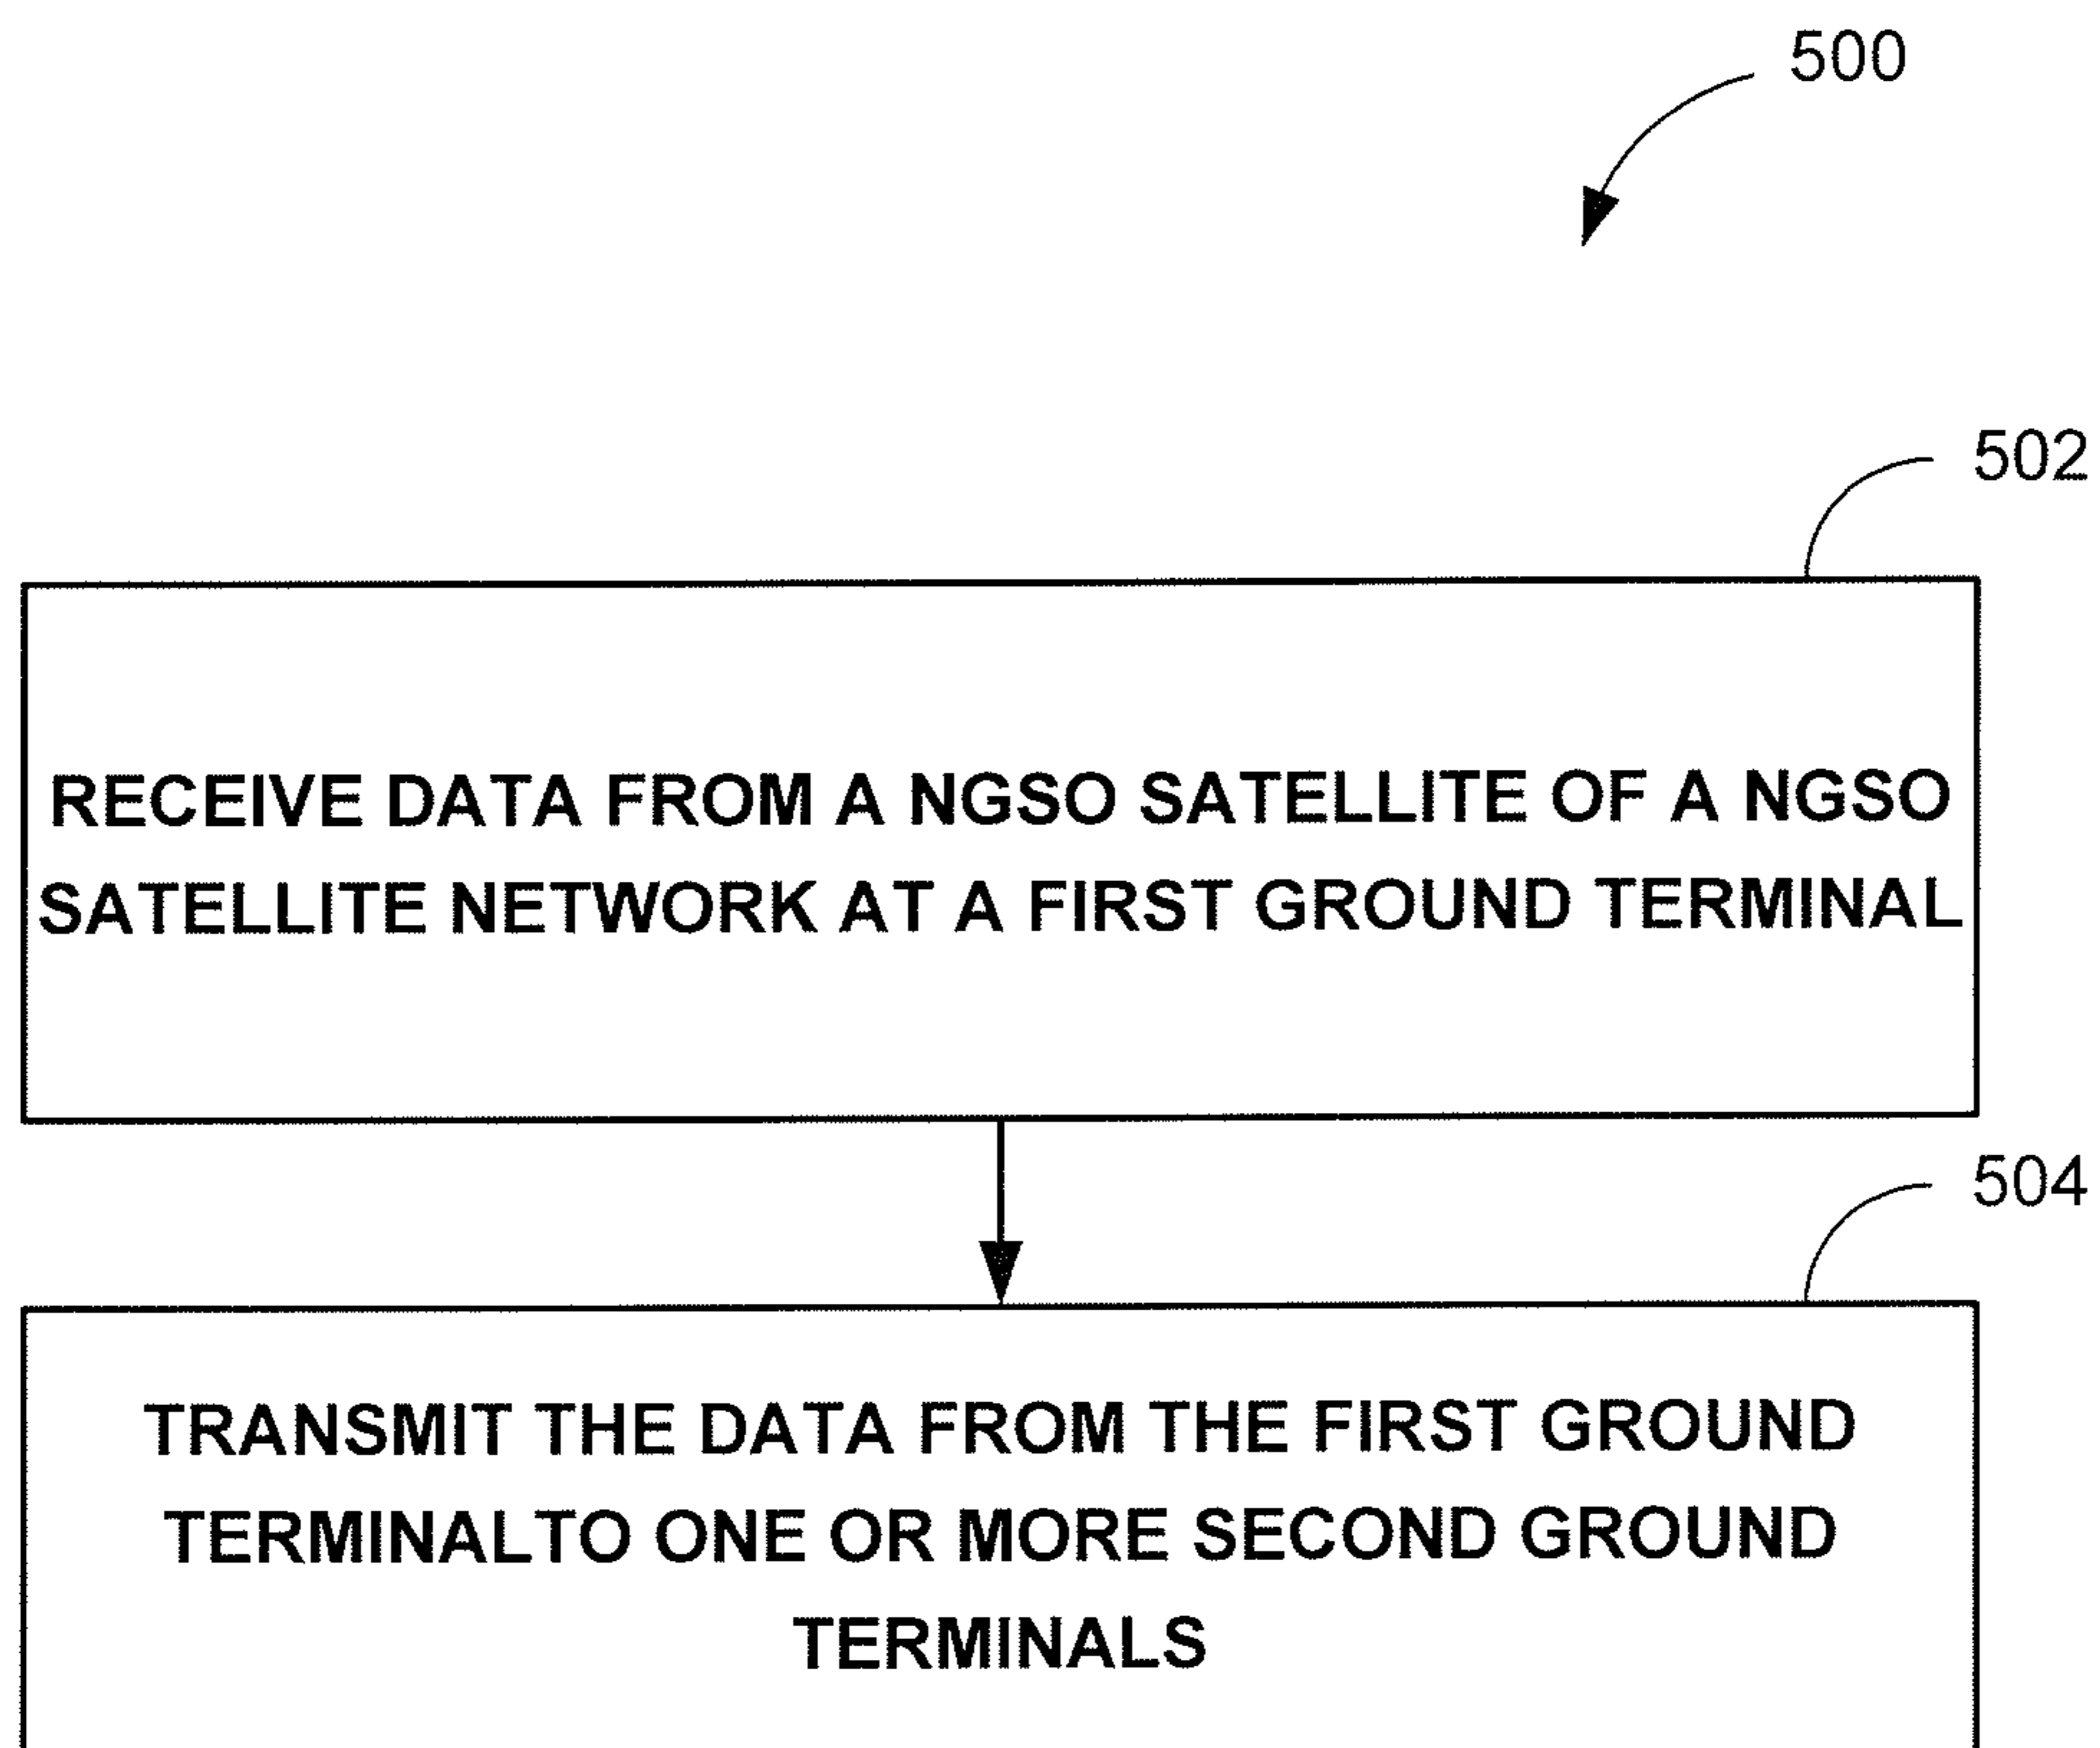 500
502
RECEIVE DATA FROM A NGSO SATELLITE OF A NGSO
SATELLITE NETWORK AT A FIRST GROUND TERMINAL
504
TRANSMIT THE DATA FROM THE FIRST GROUND
TERMINALTO ONE OR MORE SECOND GROUND
TERMINALS